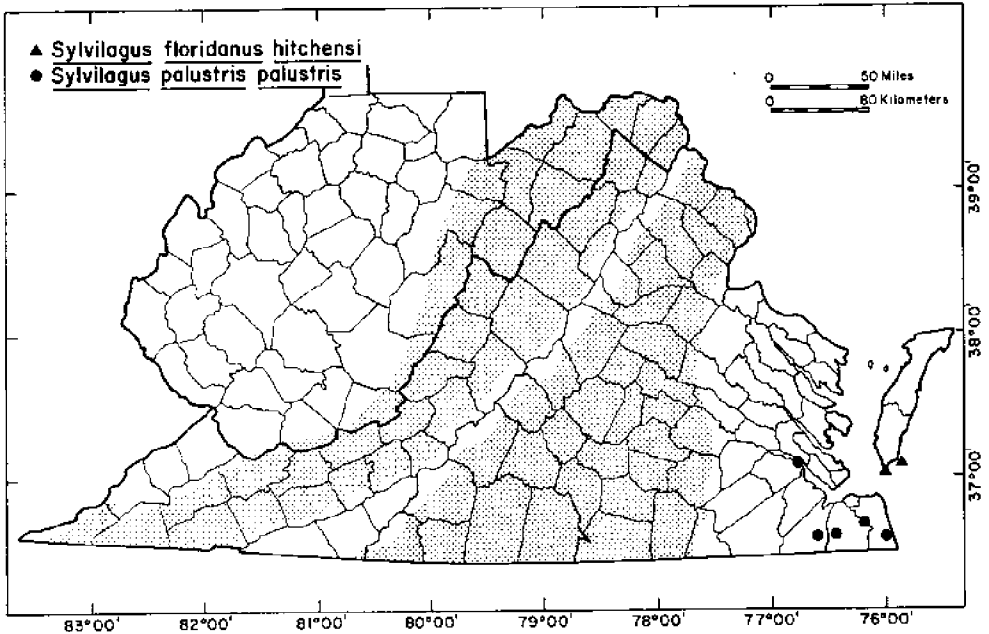 ▲ Sylvilagus floridanus hitchensi
● Sylvilagus palustris palustris
0 50 Miles
0 80 Kilometers
39°00'
38°00'
37°00'
83°00' 82°00' 81°00' 80°00' 79°00' 78°00' 77°00' 76°00'